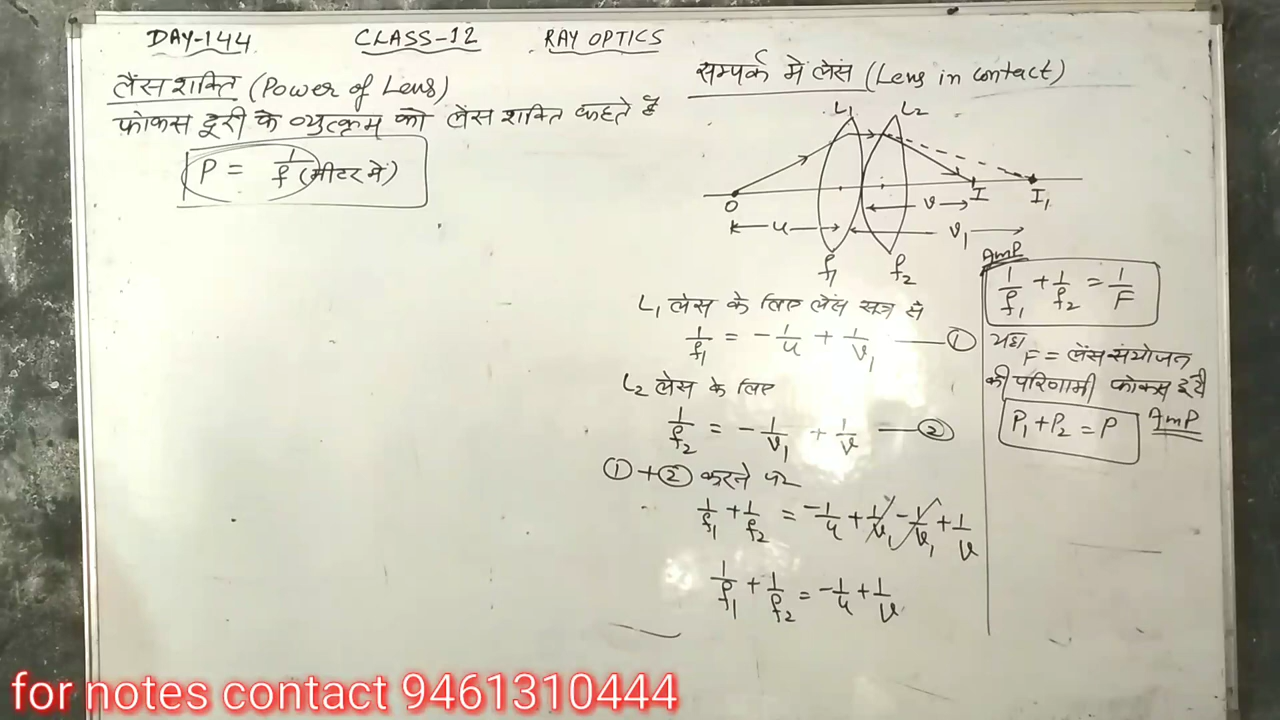 DAY-144 CLASS-12 RAY OPTICS
लैंस शक्ति (Power of Lens)
फोकस दूरी के व्युत्क्रम को लैंस शक्ति कहते है
P = 1/f (मीटर में)
सम्पर्क में लेंस (Lens in contact)
L₁ L₂
O I I₁
u v
v₁
f₁ f₂
L₁ लेंस के लिए लेंस सूत्र से
1/f₁ = -1/u + 1/v₁ —— ①
L₂ लेंस के लिए
1/f₂ = -1/v₁ + 1/v —— ②
① + ② करने पर
1/f₁ + 1/f₂ = -1/u + 1/v₁ - 1/v₁ + 1/v
1/f₁ + 1/f₂ = -1/u + 1/v
Imp
1/f₁ + 1/f₂ = 1/F
यहा
F = लेंस संयोजन
की परिणामी फोकस दूरी
P₁ + P₂ = P Imp
for notes contact 9461310444